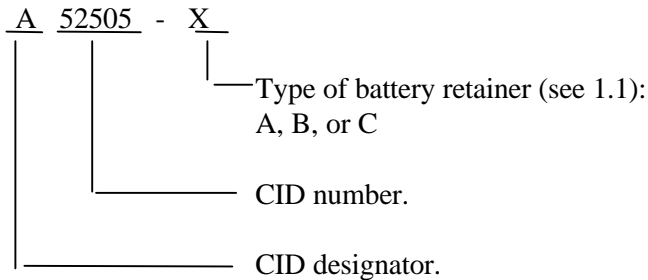 A 52505 - X
Type of battery retainer (see 1.1):
A, B, or C
CID number.
CID designator.